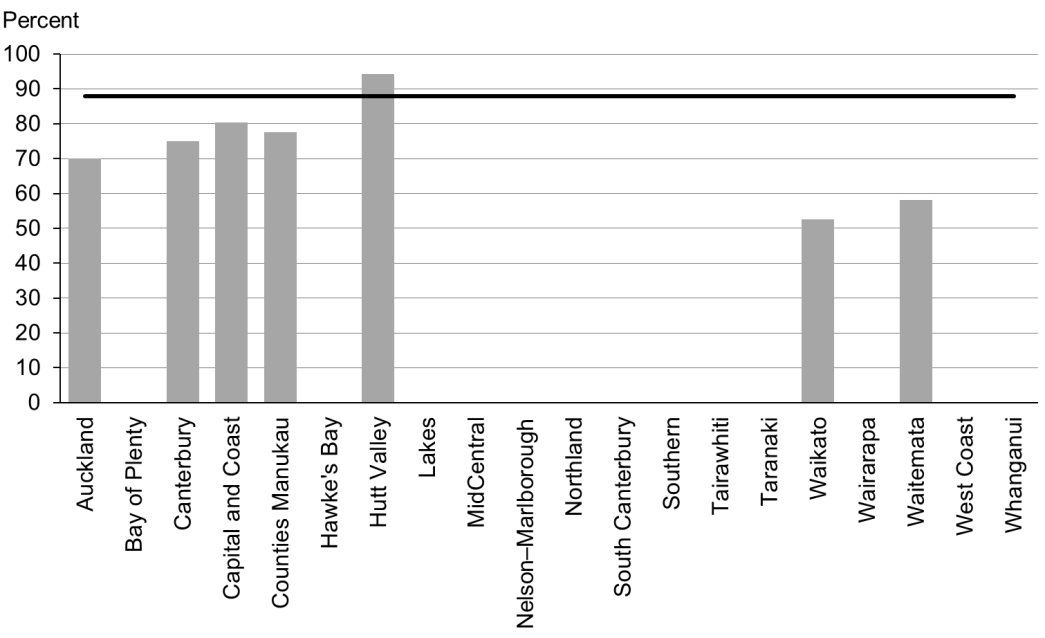 Percent
100
90
80
70
60
50
40
30
20
10
0
Auckland
Bay of Plenty
Canterbury
Capital and Coast
Counties Manukau
Hawke's Bay
Hutt Valley
Lakes
MidCentral
Nelson–Marlborough
Northland
South Canterbury
Southern
Tairawhiti
Taranaki
Waikato
Wairarapa
Waitemata
West Coast
Whanganui